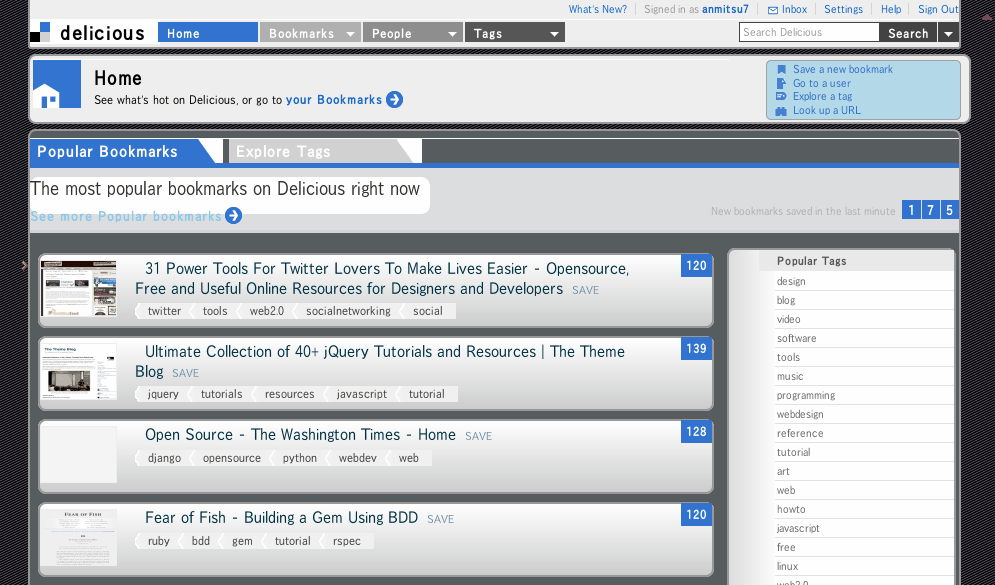 What's New? Signed in as anmitsu7 Inbox Settings Help Sign Out
delicious Home Bookmarks People Tags Search Delicious Search
Home
See what's hot on Delicious, or go to your Bookmarks
Save a new bookmark
Go to a user
Explore a tag
Look up a URL
Popular Bookmarks Explore Tags
The most popular bookmarks on Delicious right now
See more Popular bookmarks
New bookmarks saved in the last minute 1 7 5
31 Power Tools For Twitter Lovers To Make Lives Easier - Opensource, 120
Free and Useful Online Resources for Designers and Developers SAVE
twitter tools web2.0 socialnetworking social
Ultimate Collection of 40+ jQuery Tutorials and Resources | The Theme 139
Blog SAVE
jquery tutorials resources javascript tutorial
Open Source - The Washington Times - Home SAVE 128
django opensource python webdev web
FEAR OF FISH
Fear of Fish - Building a Gem Using BDD SAVE 120
ruby bdd gem tutorial rspec
Popular Tags
design
blog
video
software
tools
music
programming
webdesign
reference
tutorial
art
web
howto
javascript
free
linux
web2.0